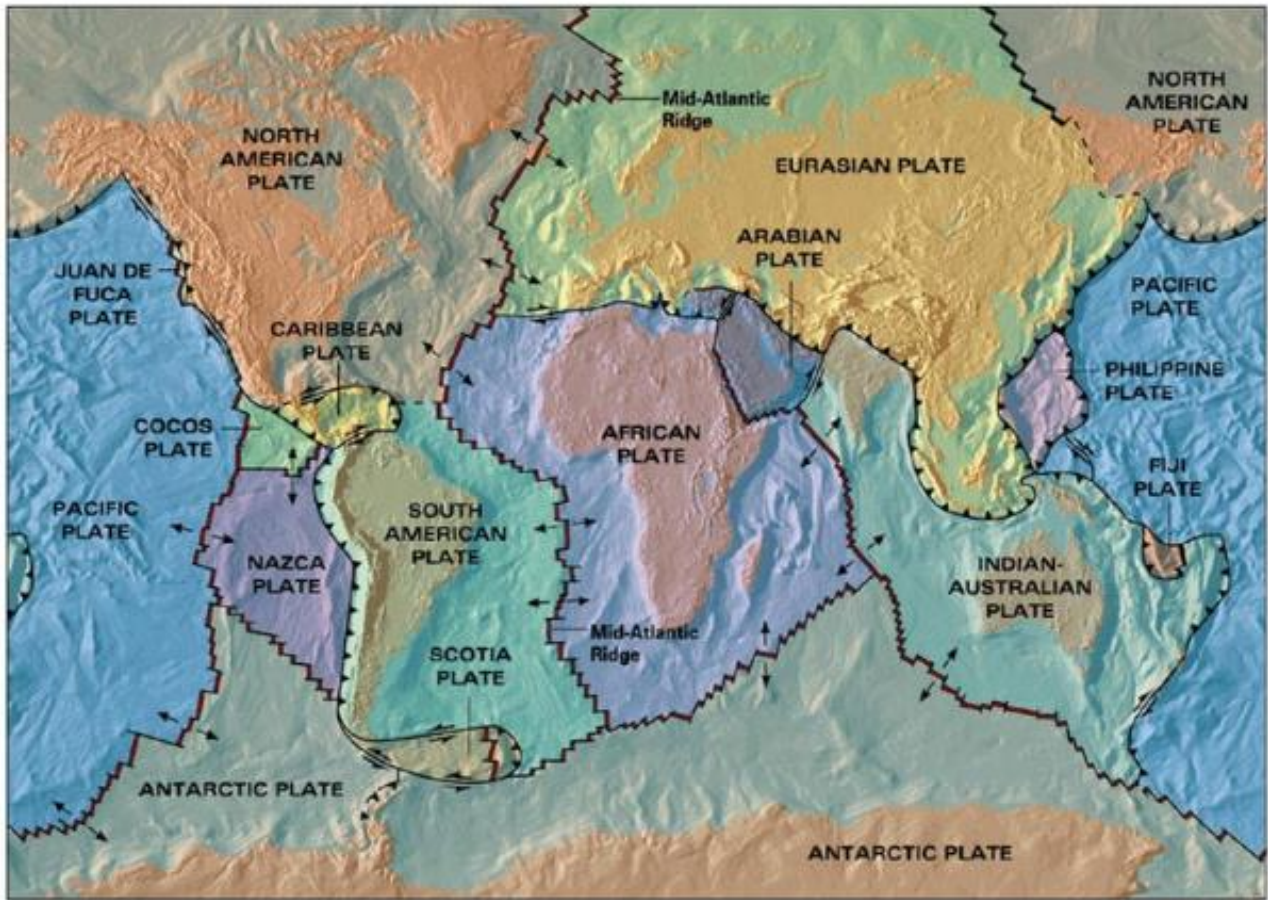 NORTH
AMERICAN
PLATE
Mid-Atlantic
Ridge
NORTH
AMERICAN
PLATE
EURASIAN PLATE
ARABIAN
PLATE
JUAN DE
FUCA
PLATE
PACIFIC
PLATE
CARIBBEAN
PLATE
PHILIPPINE
PLATE
COCOS
PLATE
AFRICAN
PLATE
FIJI
PLATE
PACIFIC
PLATE
SOUTH
AMERICAN
PLATE
NAZCA
PLATE
INDIAN-
AUSTRALIAN
PLATE
Mid-Atlantic
Ridge
SCOTIA
PLATE
ANTARCTIC PLATE
ANTARCTIC PLATE